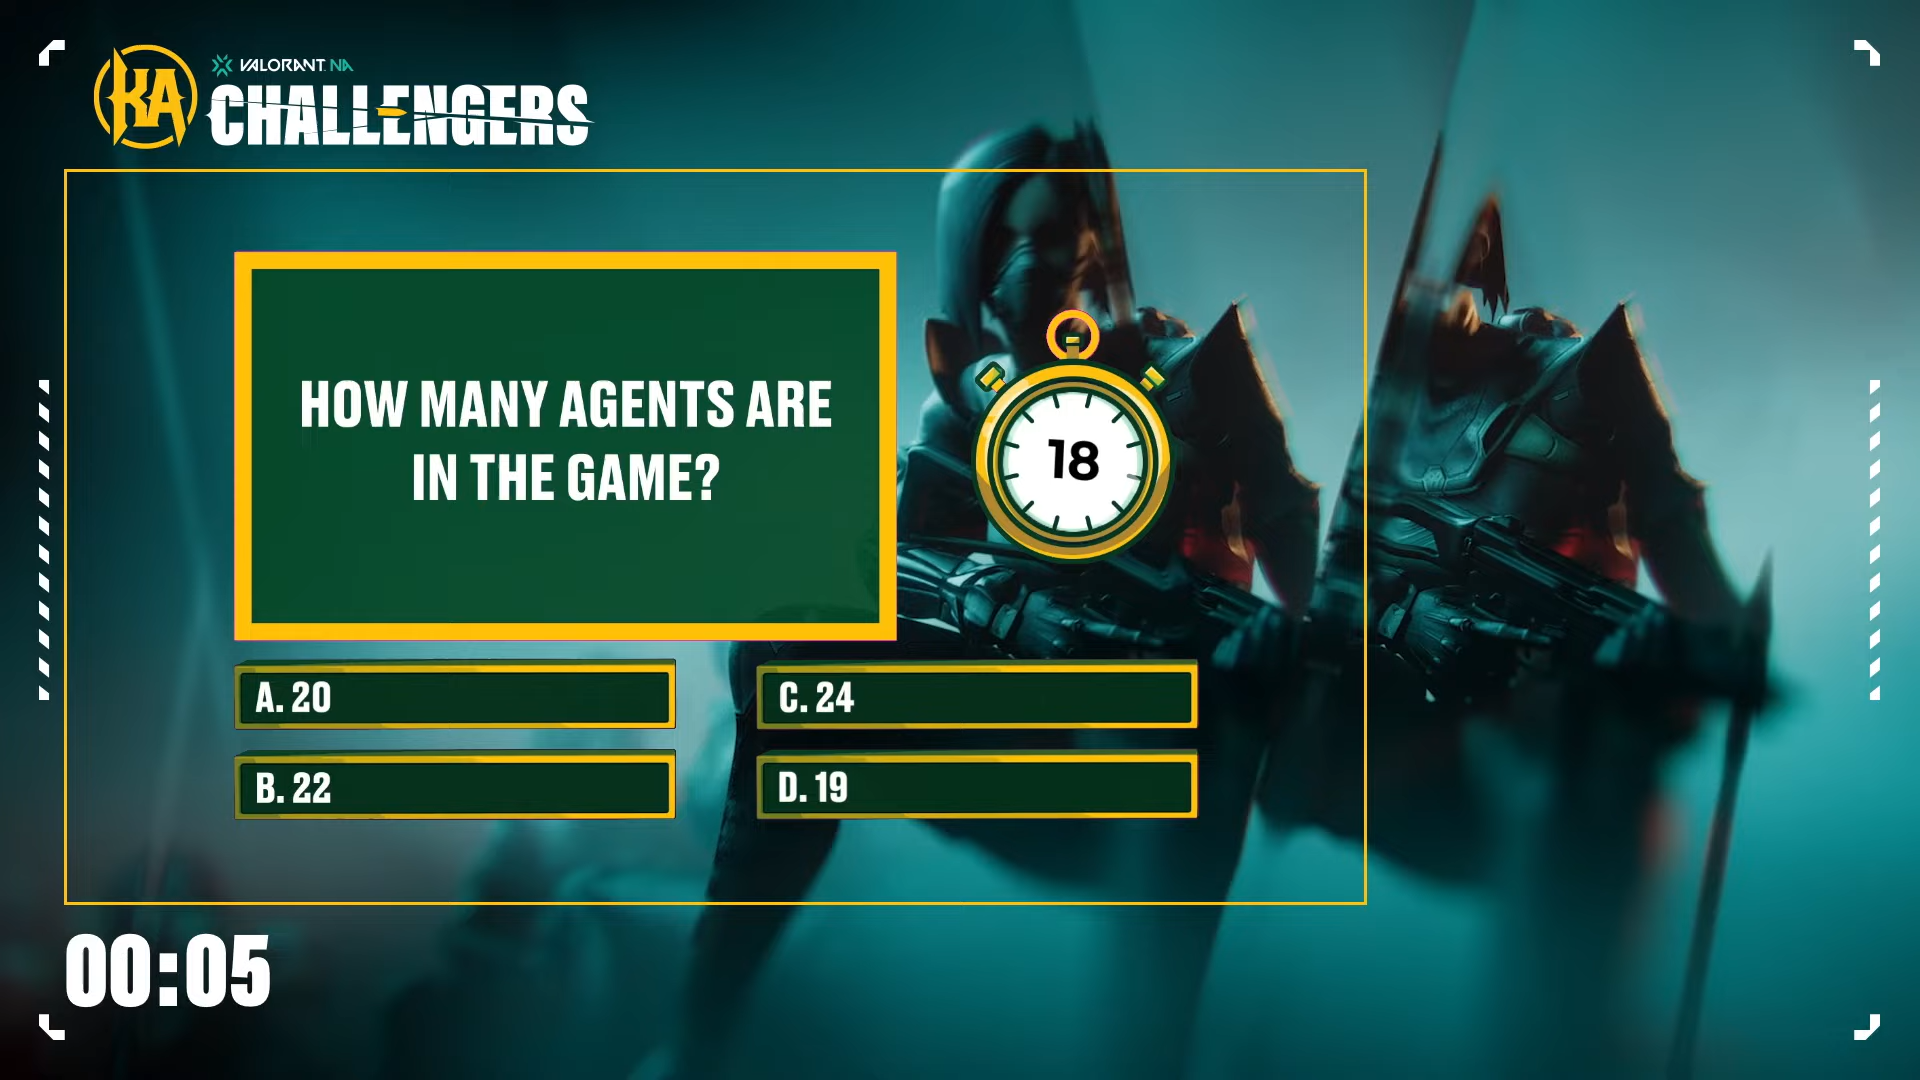 KA
VALORANT NA
CHALLENGERS
HOW MANY AGENTS ARE
IN THE GAME?
18
A. 20
C. 24
B. 22
D. 19
00:05